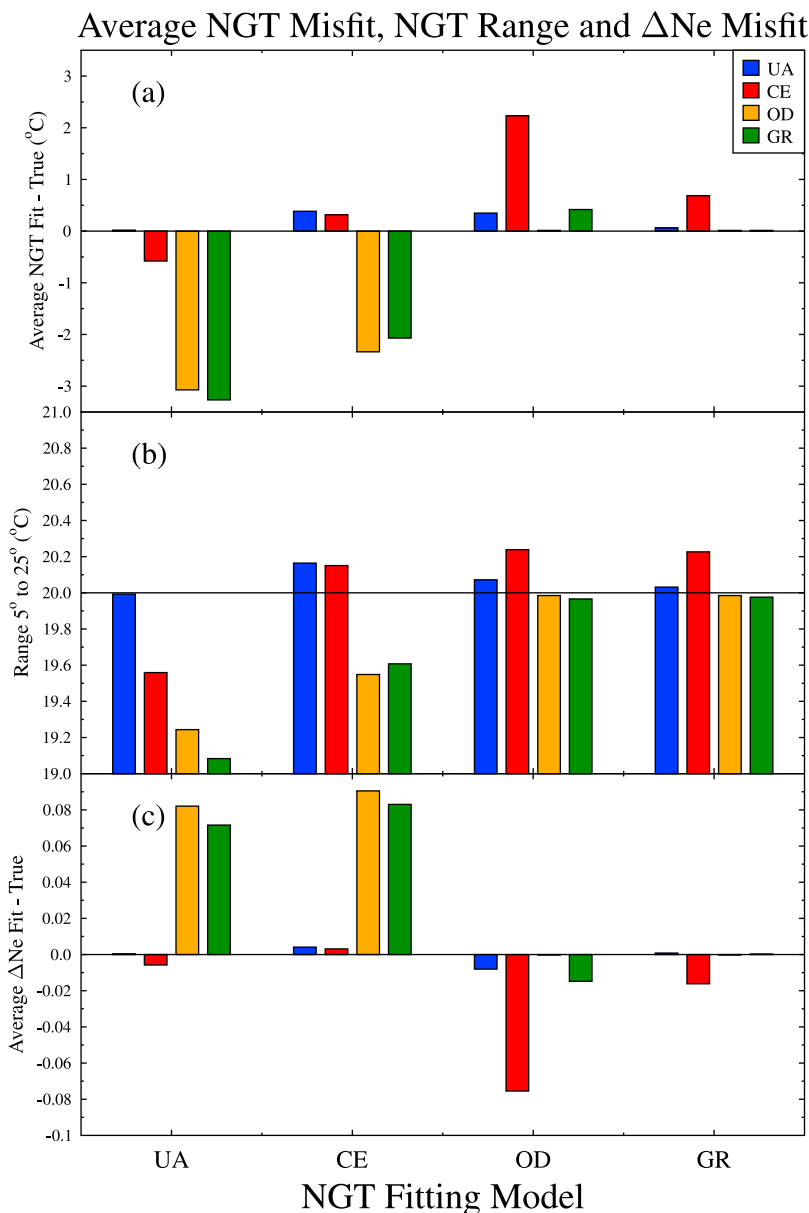 Average NGT Misfit, NGT Range and ΔNe Misfit
UA
CE
OD
GR
(a)
Average NGT Fit - True (°C)
3
2
1
0
-1
-2
-3
(b)
Range 5° to 25° (°C)
21.0
20.8
20.6
20.4
20.2
20.0
19.8
19.6
19.4
19.2
19.0
(c)
Average ΔNe Fit - True
0.08
0.06
0.04
0.02
0.0
-0.02
-0.04
-0.06
-0.08
-0.1
UA CE OD GR
NGT Fitting Model